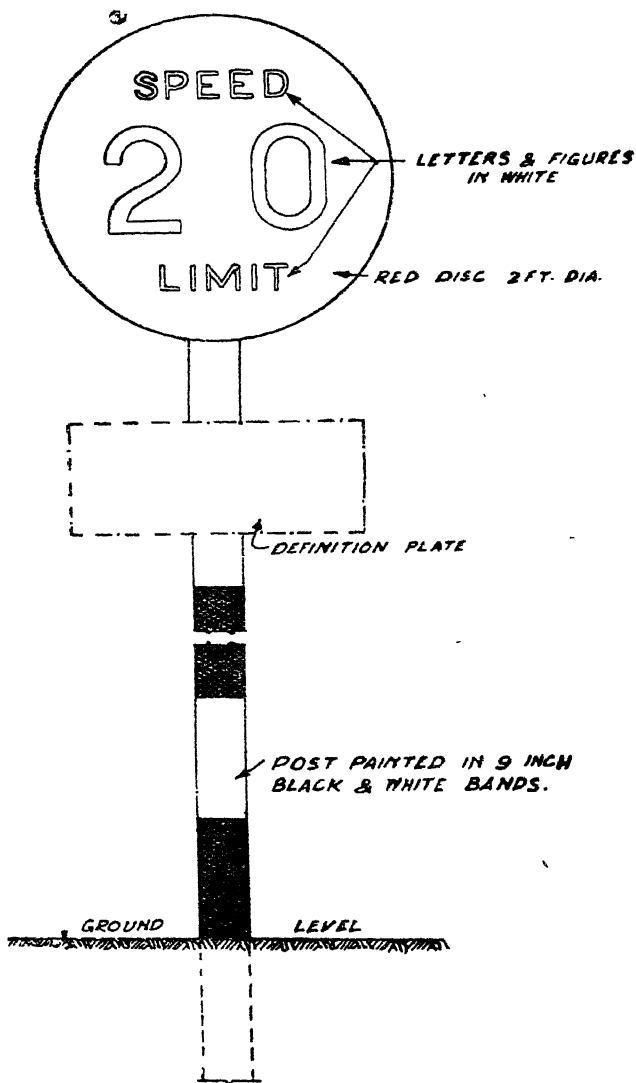 SPEED
20
LETTERS & FIGURES
IN WHITE
LIMIT
RED DISC 2FT. DIA.
DEFINITION PLATE
POST PAINTED IN 9 INCH
BLACK & WHITE BANDS.
GROUND LEVEL